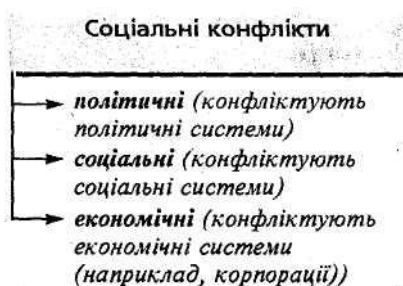 Соціальні конфлікти
політичні (конфліктують
політичні системи)
соціальні (конфліктують
соціальні системи)
економічні (конфліктують
економічні системи
(наприклад, корпорації))